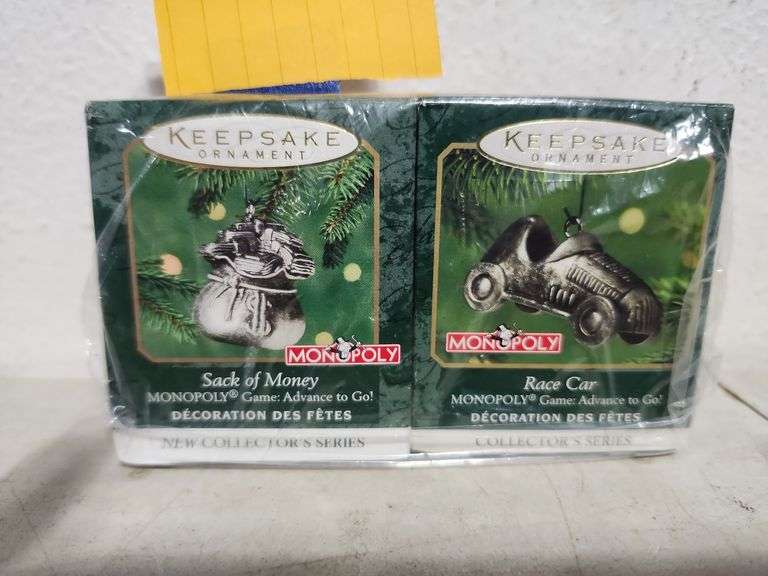 KEEPSAKE
ORNAMENT
MONOPOLY
Sack of Money
MONOPOLY® Game: Advance to Go!
DÉCORATION DES FÊTES
NEW COLLECTOR'S SERIES
KEEPSAKE
ORNAMENT
MONOPOLY
Race Car
MONOPOLY® Game: Advance to Go!
DÉCORATION DES FÊTES
COLLECTOR'S SERIES